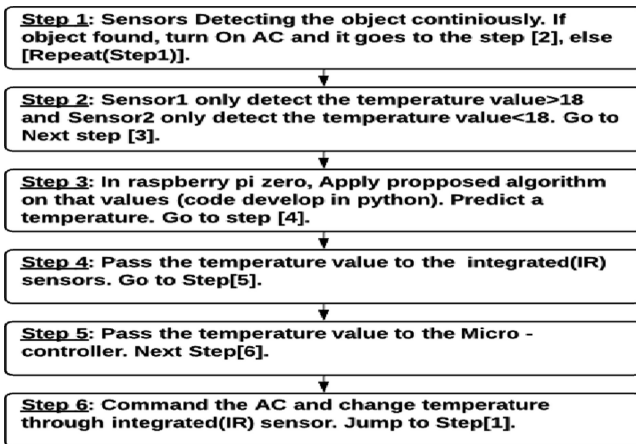 Step 1: Sensors Detecting the object continiously. If
object found, turn On AC and it goes to the step [2], else
[Repeat(Step1)].
Step 2: Sensor1 only detect the temperature value>18
and Sensor2 only detect the temperature value<18. Go to
Next step [3].
Step 3: In raspberry pi zero, Apply propposed algorithm
on that values (code develop in python). Predict a
temperature. Go to step [4].
Step 4: Pass the temperature value to the integrated(IR)
sensors. Go to Step[5].
Step 5: Pass the temperature value to the Micro -
controller. Next Step[6].
Step 6: Command the AC and change temperature
through integrated(IR) sensor. Jump to Step[1].